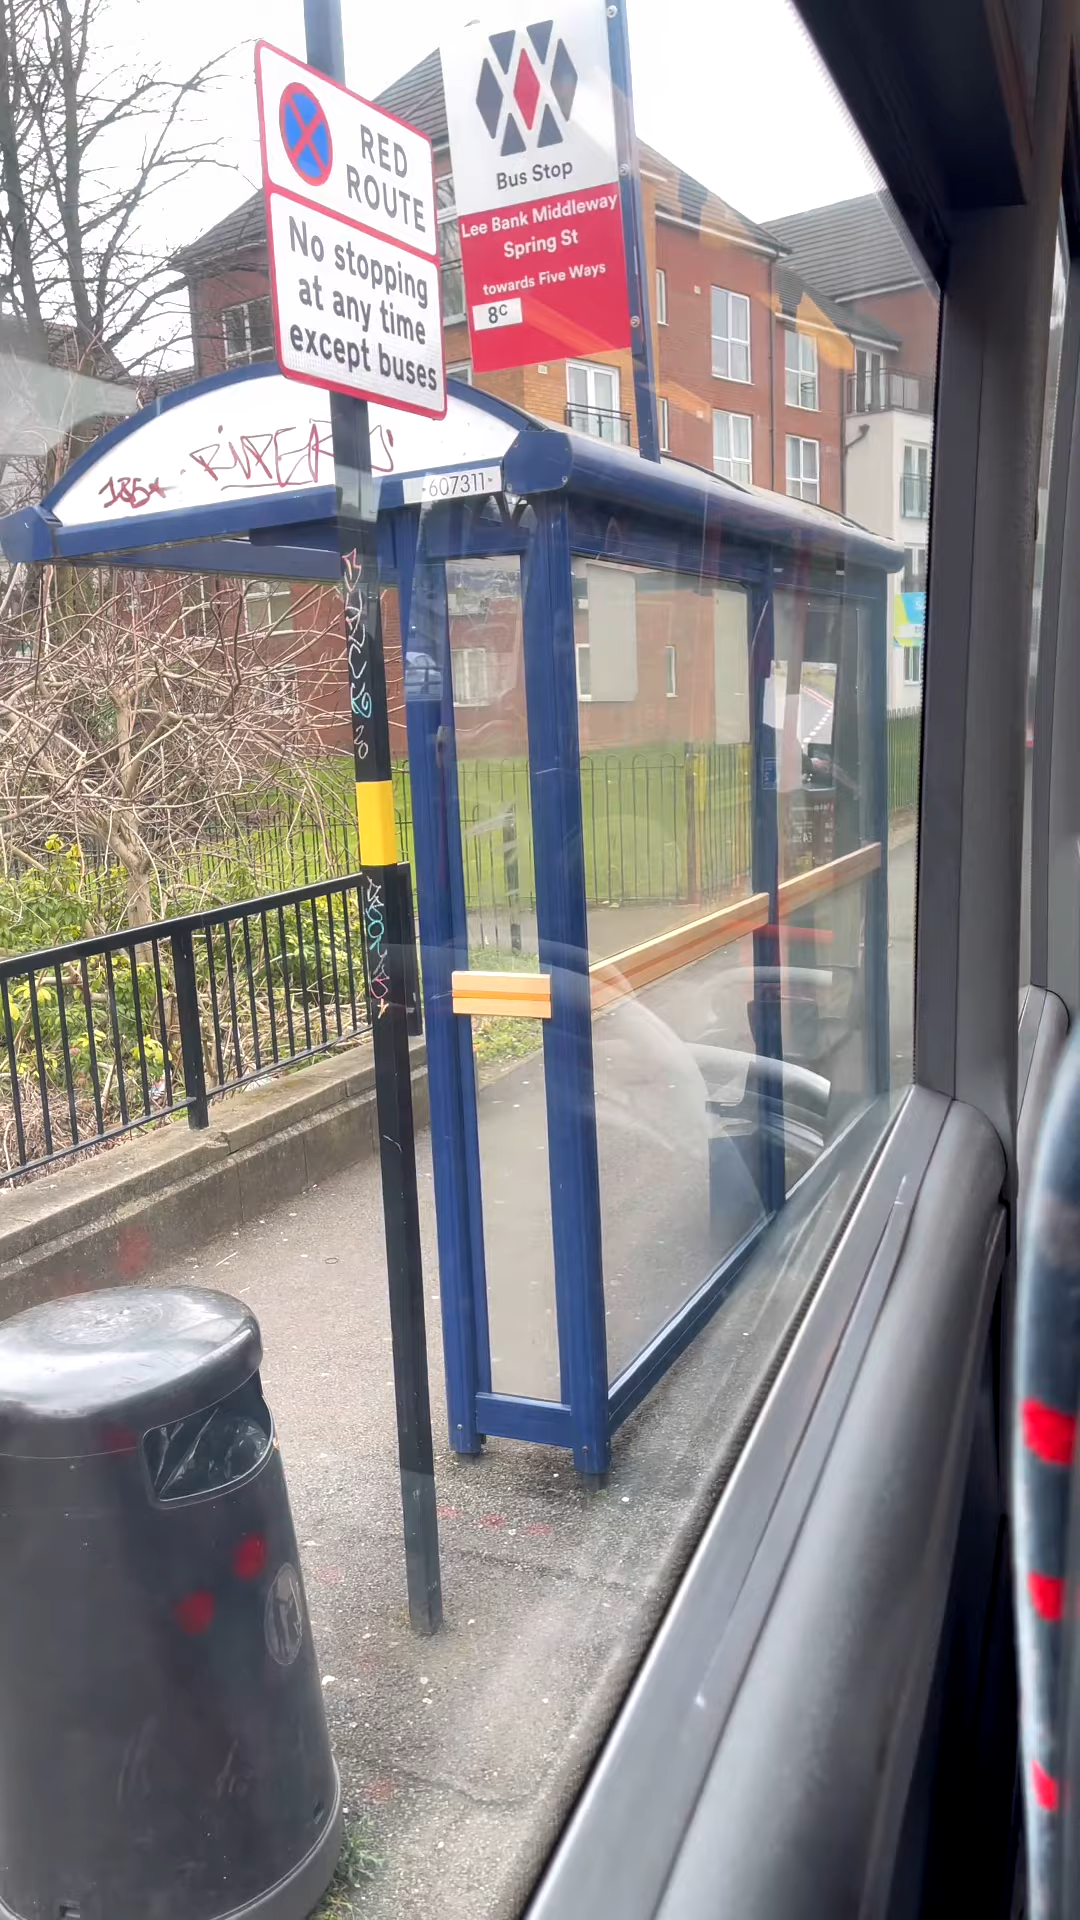 RED
ROUTE
No stopping
at any time
except buses
Bus Stop
Lee Bank Middleway
Spring St
towards Five Ways
8C
607311
185